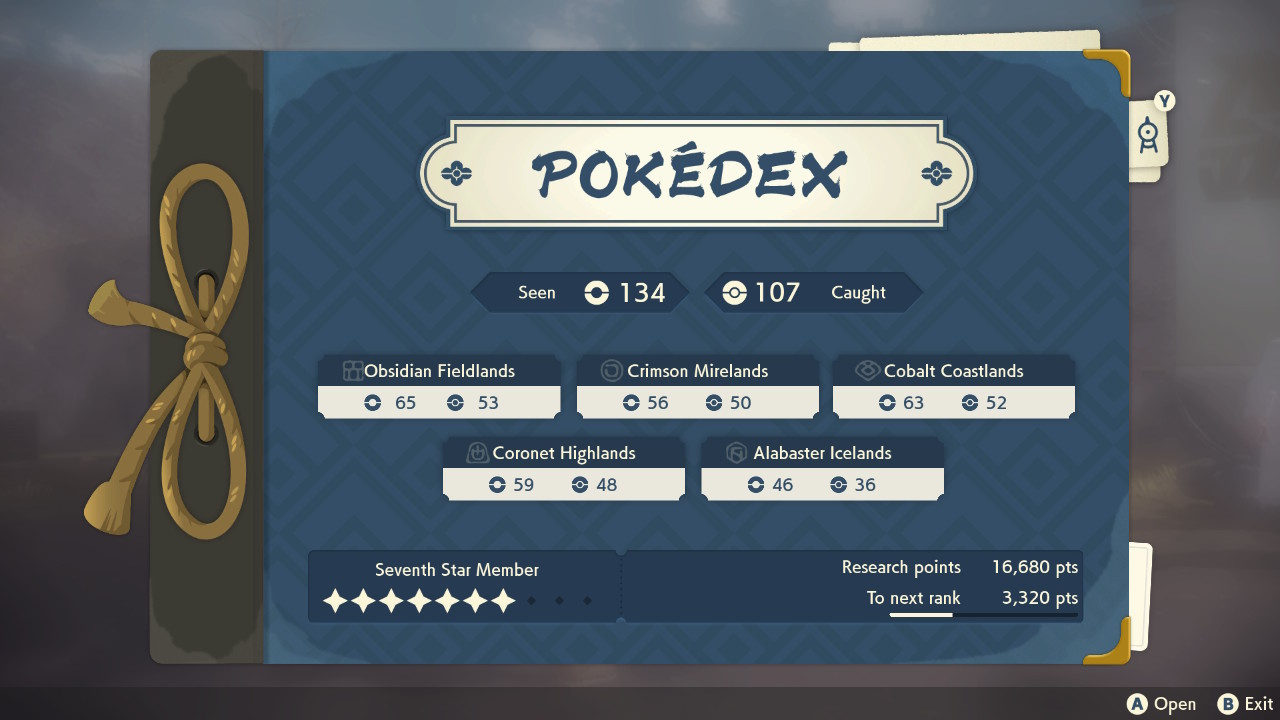 Y
POKÉDEX
Seen 134 107 Caught
Obsidian Fieldlands Crimson Mirelands Cobalt Coastlands
65 53 56 50 63 52
Coronet Highlands Alabaster Icelands
59 48 46 36
Seventh Star Member
Research points 16,680 pts
To next rank 3,320 pts
A Open B Exit